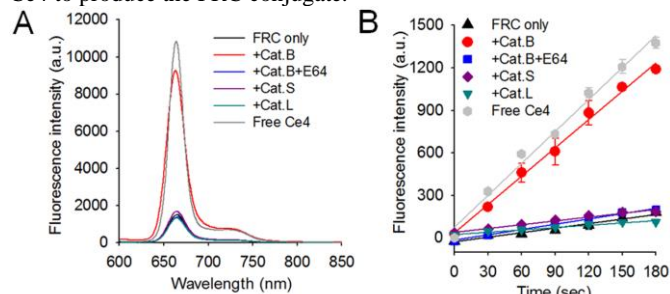 Ce4 to produce the FRC conjugate.
A
B
12000
10000
8000
6000
4000
2000
0
Fluorescence intensity (a.u.)
FRC only
+Cat.B
+Cat.B+E64
+Cat.S
+Cat.L
Free Ce4
600 650 700 750 800 850
Wavelength (nm)
1500
1200
900
600
300
0
Fluorescence intensity (a.u.)
FRC only
+Cat.B
+Cat.B+E64
+Cat.S
+Cat.L
Free Ce4
0 30 60 90 120 150 180
Time (sec)